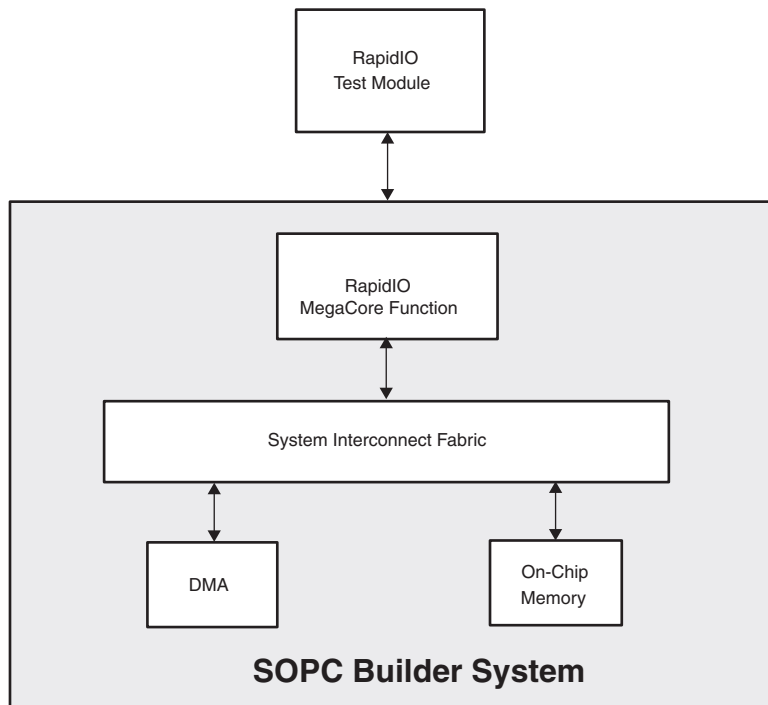 RapidIO
Test Module
RapidIO
MegaCore Function
System Interconnect Fabric
DMA
On-Chip
Memory
SOPC Builder System